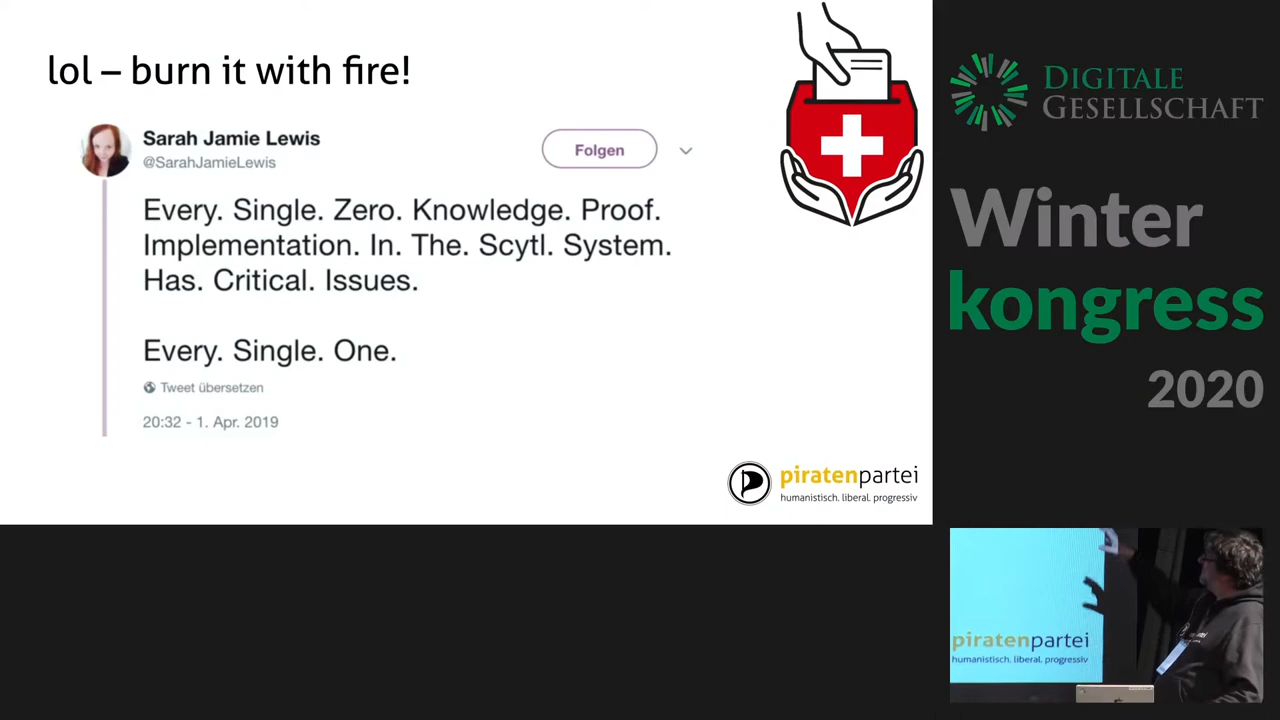 lol – burn it with fire!
Sarah Jamie Lewis
@SarahJamieLewis
Folgen
Every. Single. Zero. Knowledge. Proof.
Implementation. In. The. Scytl. System.
Has. Critical. Issues.
Every. Single. One.
Tweet übersetzen
20:32 - 1. Apr. 2019
piratenpartei
humanistisch. liberal. progressiv
DIGITALE
GESELLSCHAFT
Winter
kongress
2020
piratenpartei
humanistisch. liberal. progressiv